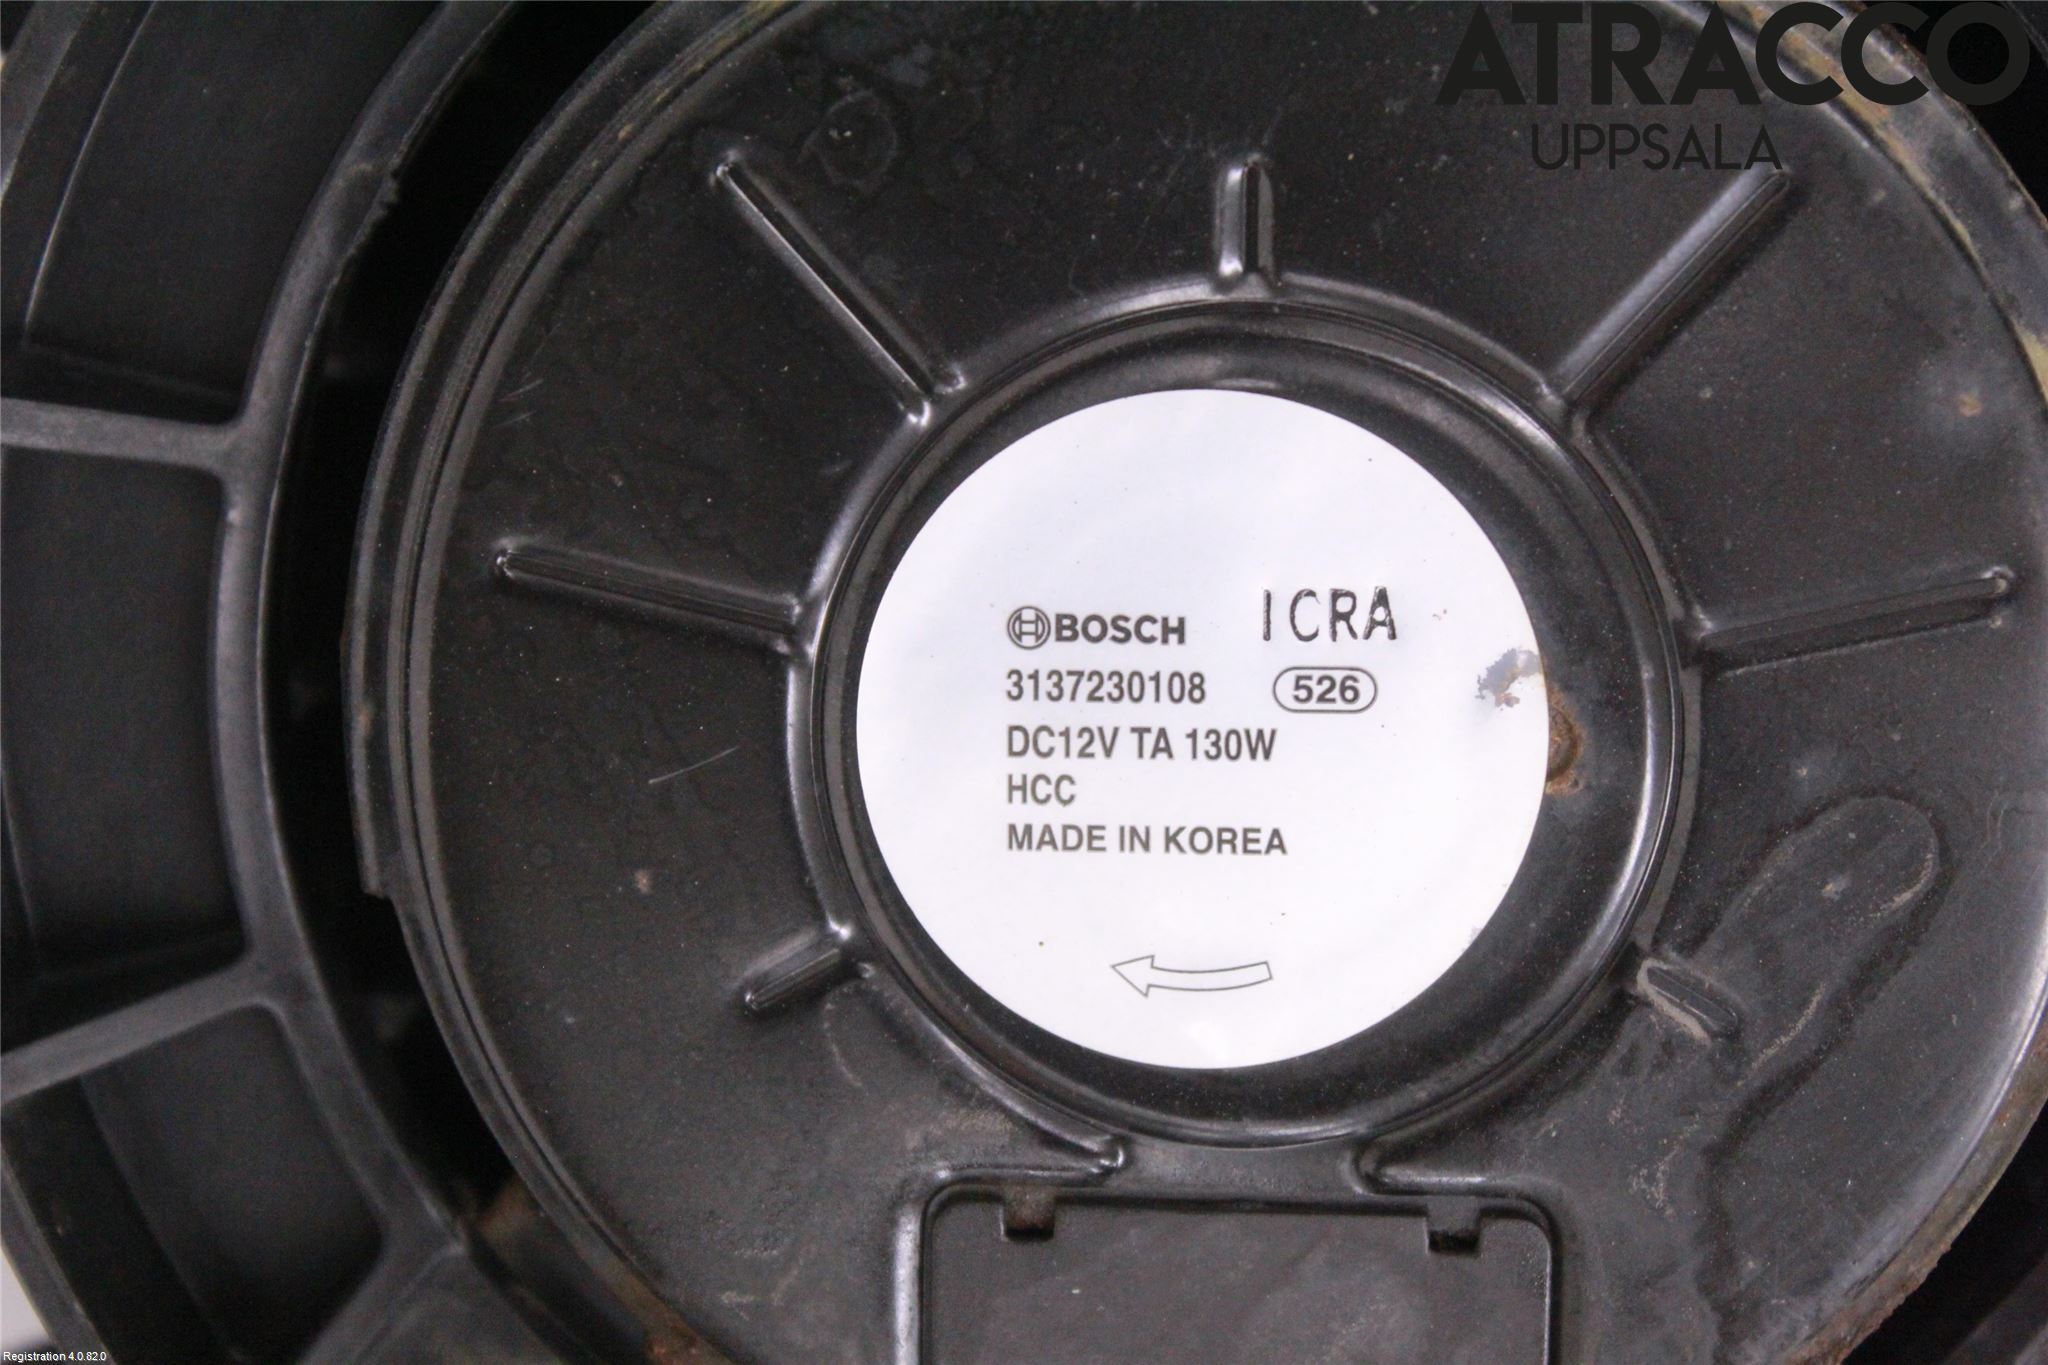 ATRACCO
UPPSALA
BOSCH ICRA
3137230108 526
DC12V TA 130W
HCC
MADE IN KOREA
Registration 4.0.82.0